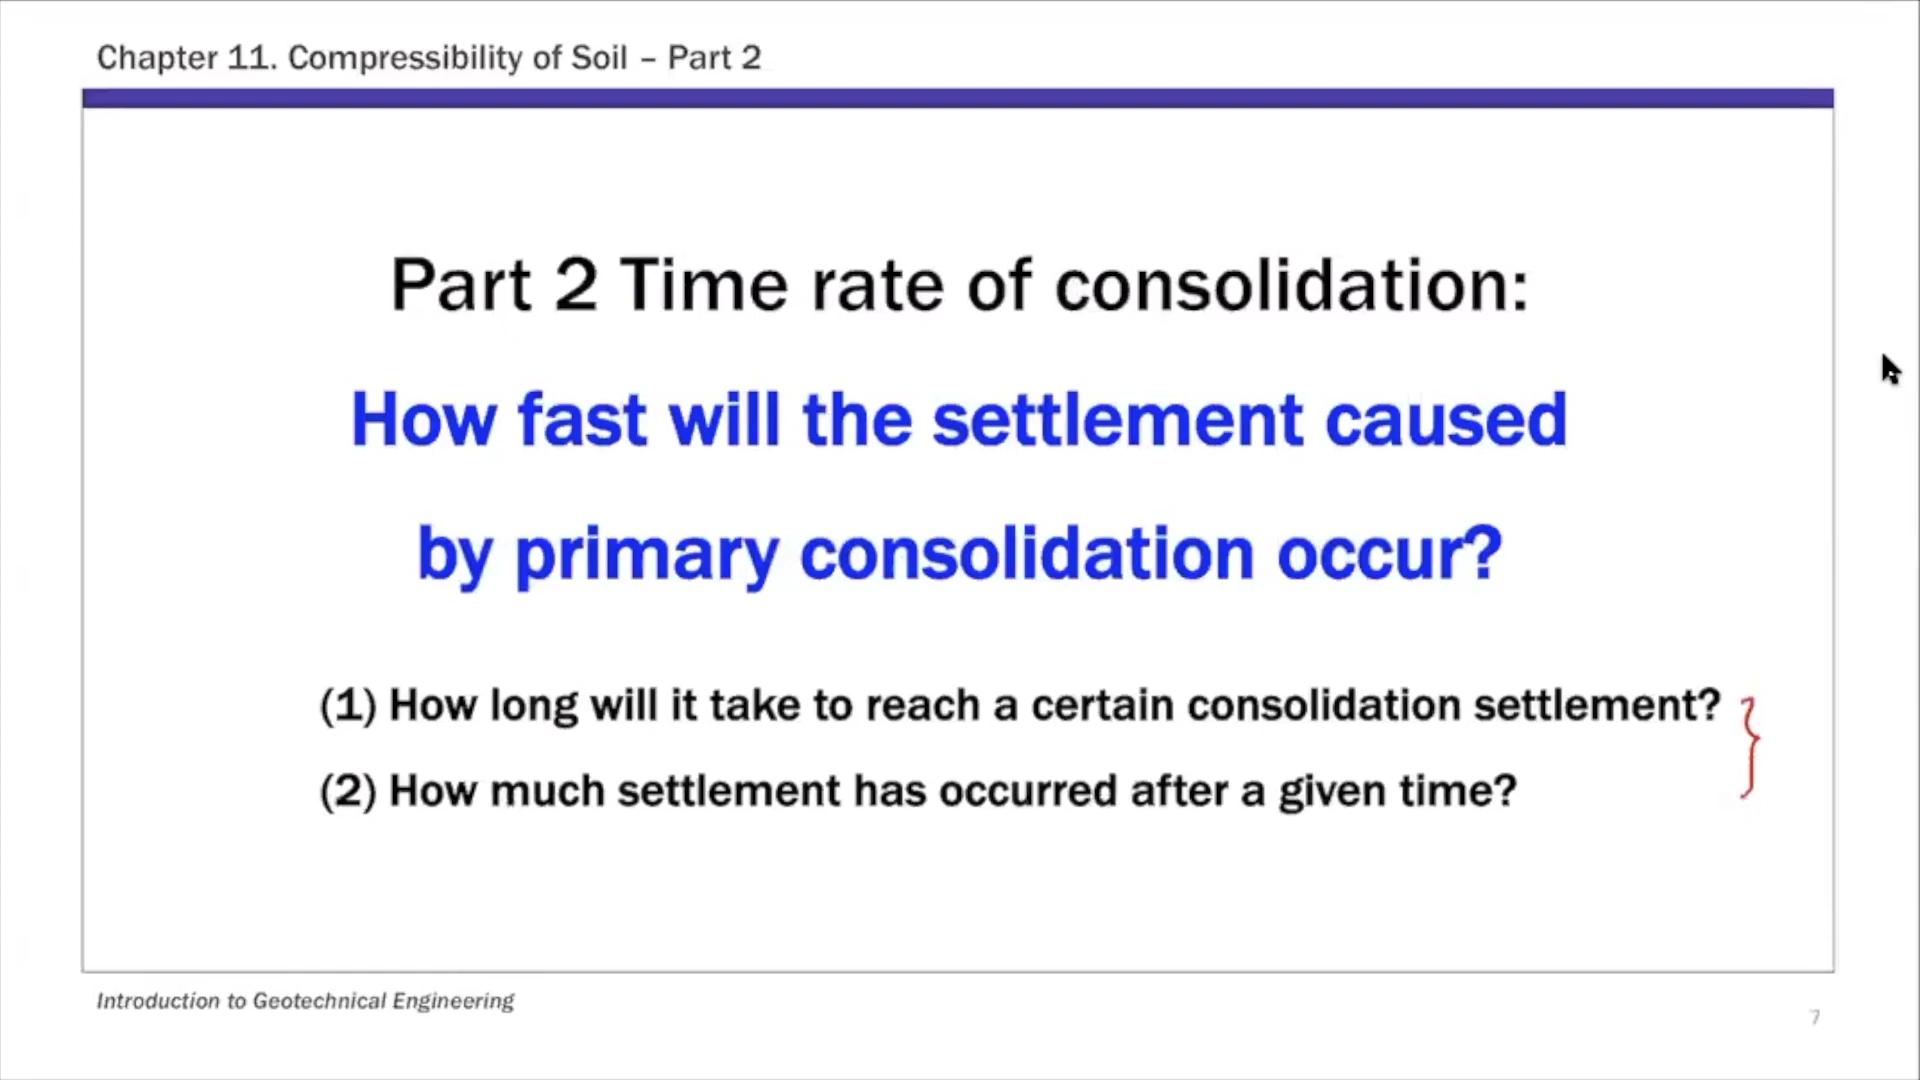 Chapter 11. Compressibility of Soil – Part 2
Part 2 Time rate of consolidation:
How fast will the settlement caused
by primary consolidation occur?
(1) How long will it take to reach a certain consolidation settlement?
(2) How much settlement has occurred after a given time?
Introduction to Geotechnical Engineering
7